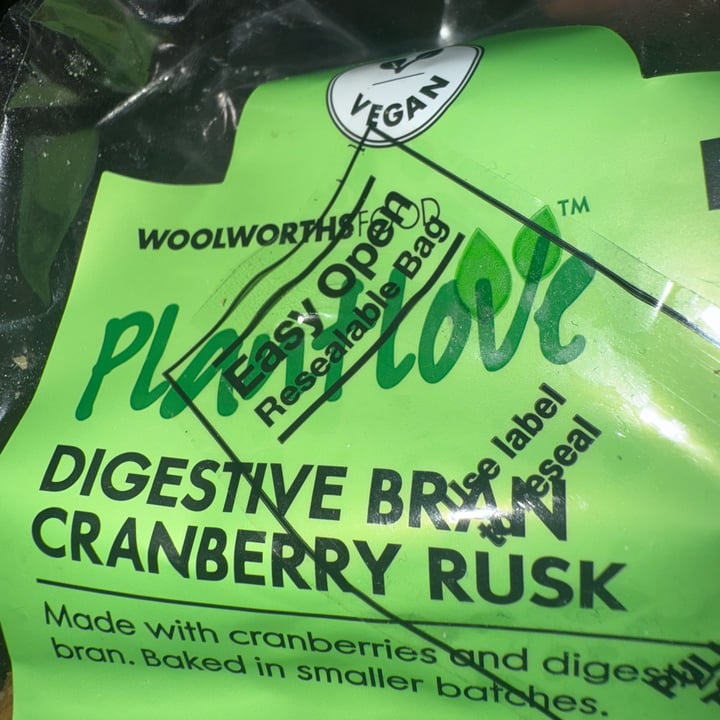 VEGAN
WOOLWORTHS FOOD
Plantlove™
Easy Open
Resealable Bag
Use label
to reseal
DIGESTIVE BRAN
CRANBERRY RUSK
Made with cranberries and digestive
bran. Baked in smaller batches.